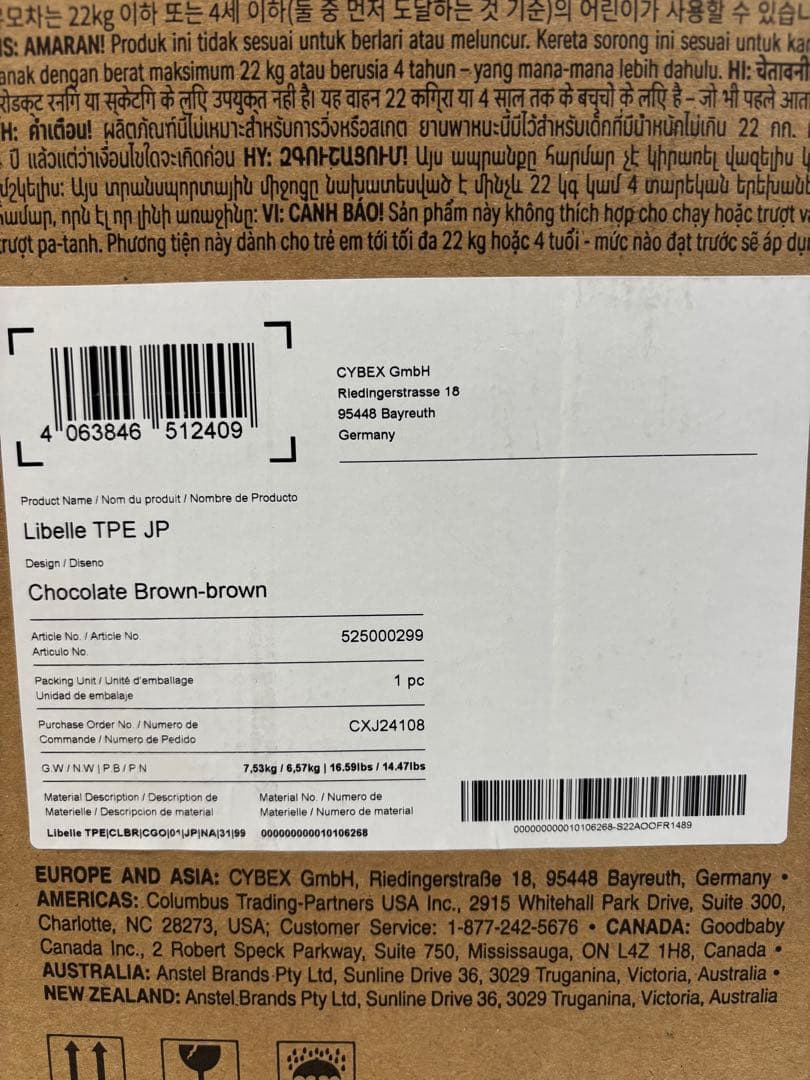 모차는 22kg 이하 또는 4세 이하(둘 중 먼저 도달하는 것 기준)의 어린이가 사용할 수 있습
S: AMARAN! Produk ini tidak sesuai untuk berlari atau meluncur. Kereta sorong ini sesuai untuk
anak dengan berat maksimum 22 kg atau berusia 4 tahun – yang mana-mana lebih dahulu. HI: चेतावनी
या के लिए उपयुक्त नहीं है। यह वाहन 22 या 4 साल तक के बच्चों के लिए है – जो भी पहले
H: คำเตือน! ผลิตภัณฑ์นี้ไม่เหมาะสำหรับการวิ่งหรือสเกต ยานพาหนะนี้มีไว้สำหรับเด็กที่มีน้ำหนักไม่เกิน 22 กก.
ปี แล้วแต่ว่าเงื่อนไขใดจะเกิดก่อน HY: ԶԳՈՒՇԱՑՈՒՄ! Այս ապրանքը հարմար չէ կիրառել վազելիս
մշկելիս: Այս տրանսպորտային միջոցը նախատեսված է մինչև 22 կգ կամ 4 տարեկան երեխաներ
համար, որն էլ որ լինի առաջինը: VI: CẢNH BÁO! Sản phẩm này không thích hợp cho chạy hoặc trượt
trượt pa-tanh. Phương tiện này dành cho trẻ em tới tối đa 22 kg hoặc 4 tuổi - mức nào đạt trước sẽ áp
4 063846 512409
CYBEX GmbH
Riedingerstrasse 18
95448 Bayreuth
Germany
Product Name / Nom du produit / Nombre de Producto
Libelle TPE JP
Design / Diseno
Chocolate Brown-brown
Article No. / Article No.
Articulo No.
525000299
Packing Unit / Unité d'emballage
Unidad de embalaje
1 pc
Purchase Order No. / Numero de
Commande / Numero de Pedido
CXJ24108
G.W / N.W | P.B / P.N
7,53kg / 6,57kg | 16.59lbs / 14.47lbs
Material Description / Description de
Materielle / Descripcion de material
Material No. / Numero de
Materielle / Numero de material
Libelle TPE|CLBR|CGO|01|JP|NA|31|99
000000000010106268
000000000010106268-S22AOOFR1489
EUROPE AND ASIA: CYBEX GmbH, Riedingerstraße 18, 95448 Bayreuth, Germany •
AMERICAS: Columbus Trading-Partners USA Inc., 2915 Whitehall Park Drive, Suite 300,
Charlotte, NC 28273, USA; Customer Service: 1-877-242-5676 • CANADA: Goodbaby
Canada Inc., 2 Robert Speck Parkway, Suite 750, Mississauga, ON L4Z 1H8, Canada •
AUSTRALIA: Anstel Brands Pty Ltd, Sunline Drive 36, 3029 Truganina, Victoria, Australia •
NEW ZEALAND: Anstel Brands Pty Ltd, Sunline Drive 36, 3029 Truganina, Victoria, Australia